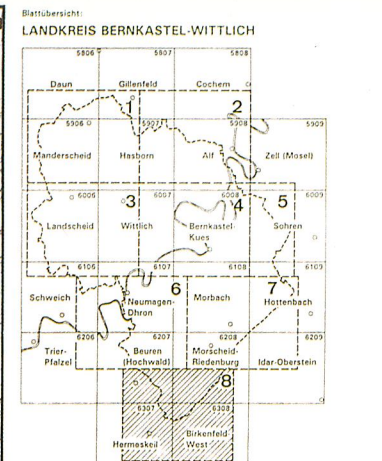 Blattübersicht:
LANDKREIS BERNKASTEL-WITTLICH
5806 5807 5808
Daun Gillenfeld Cochem
1 2
5906 5907 5908 5909
Manderscheid Hasborn Alf Zell (Mosel)
6006 6007 6008 6009
3 4 5
Landscheid Wittlich Bernkastel- Sohren
Kues
6106 6107 6108 6109
6 7
Schweich Neumagen- Morbach Hottenbach
Dhron
6206 6207 6208 6209
Trier- Beuren Morscheid- Idar-Oberstein
Pfalzel (Hochwald) Riedenburg
8
6307 6308
Hermeskeil Birkenfeld
West